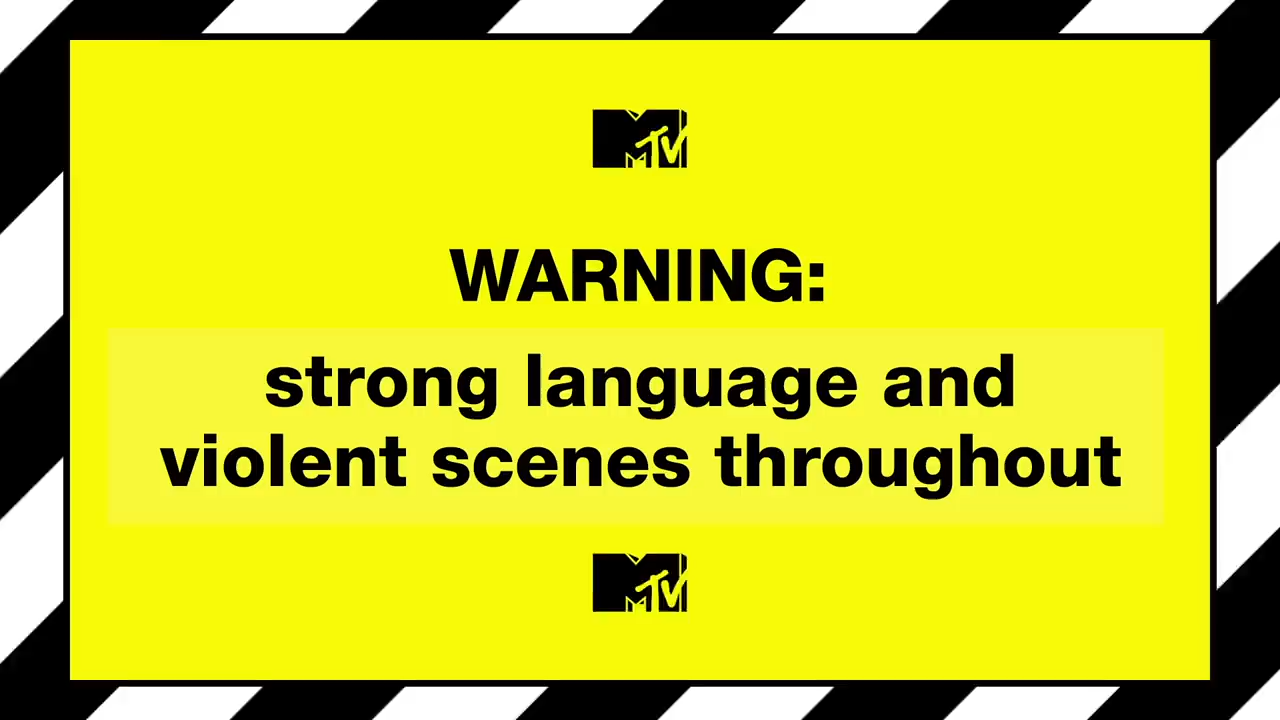 MTV
WARNING:
strong language and
violent scenes throughout
MTV